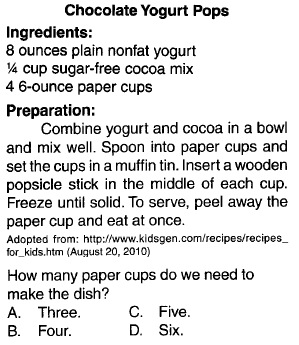 Chocolate Yogurt Pops
Ingredients:
8 ounces plain nonfat yogurt
¼ cup sugar-free cocoa mix
4 6-ounce paper cups
Preparation:
Combine yogurt and cocoa in a bowl
and mix well. Spoon into paper cups and
set the cups in a muffin tin. Insert a wooden
popsicle stick in the middle of each cup.
Freeze until solid. To serve, peel away the
paper cup and eat at once.
Adopted from: http://www.kidsgen.com/recipes/recipes_
for_kids.htm (August 20, 2010)
How many paper cups do we need to
make the dish?
A. Three. C. Five.
B. Four. D. Six.